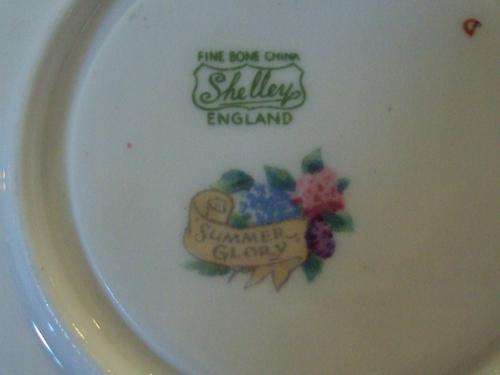 FINE BONE CHINA
Shelley
ENGLAND
SUMMER
GLORY